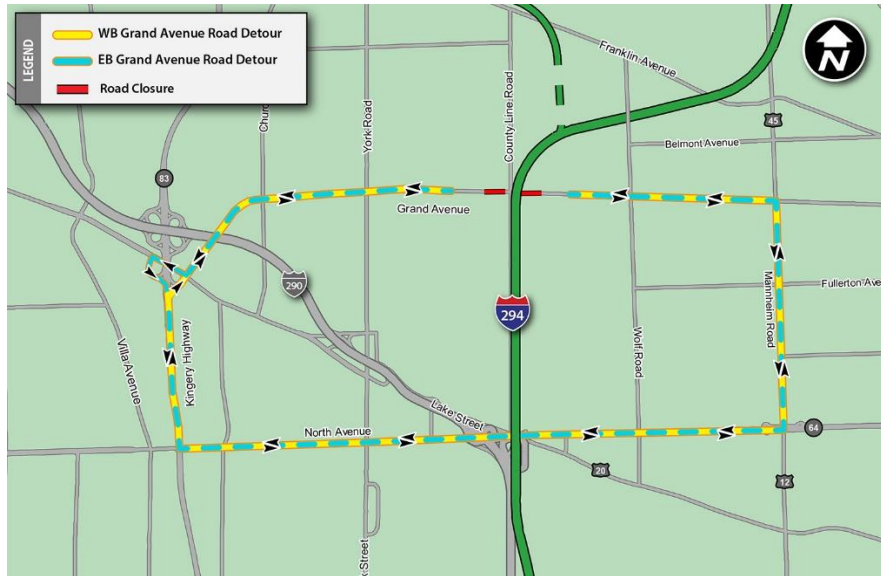 LEGEND
WB Grand Avenue Road Detour
EB Grand Avenue Road Detour
Road Closure
N
Franklin Avenue
45
Belmont Avenue
York Road
County Line Road
83
Grand Avenue
290
294
Fullerton Ave
Mannheim Road
Wolf Road
Villa Avenue
Kingery Highway
Lake Street
North Avenue
64
20
12
Street